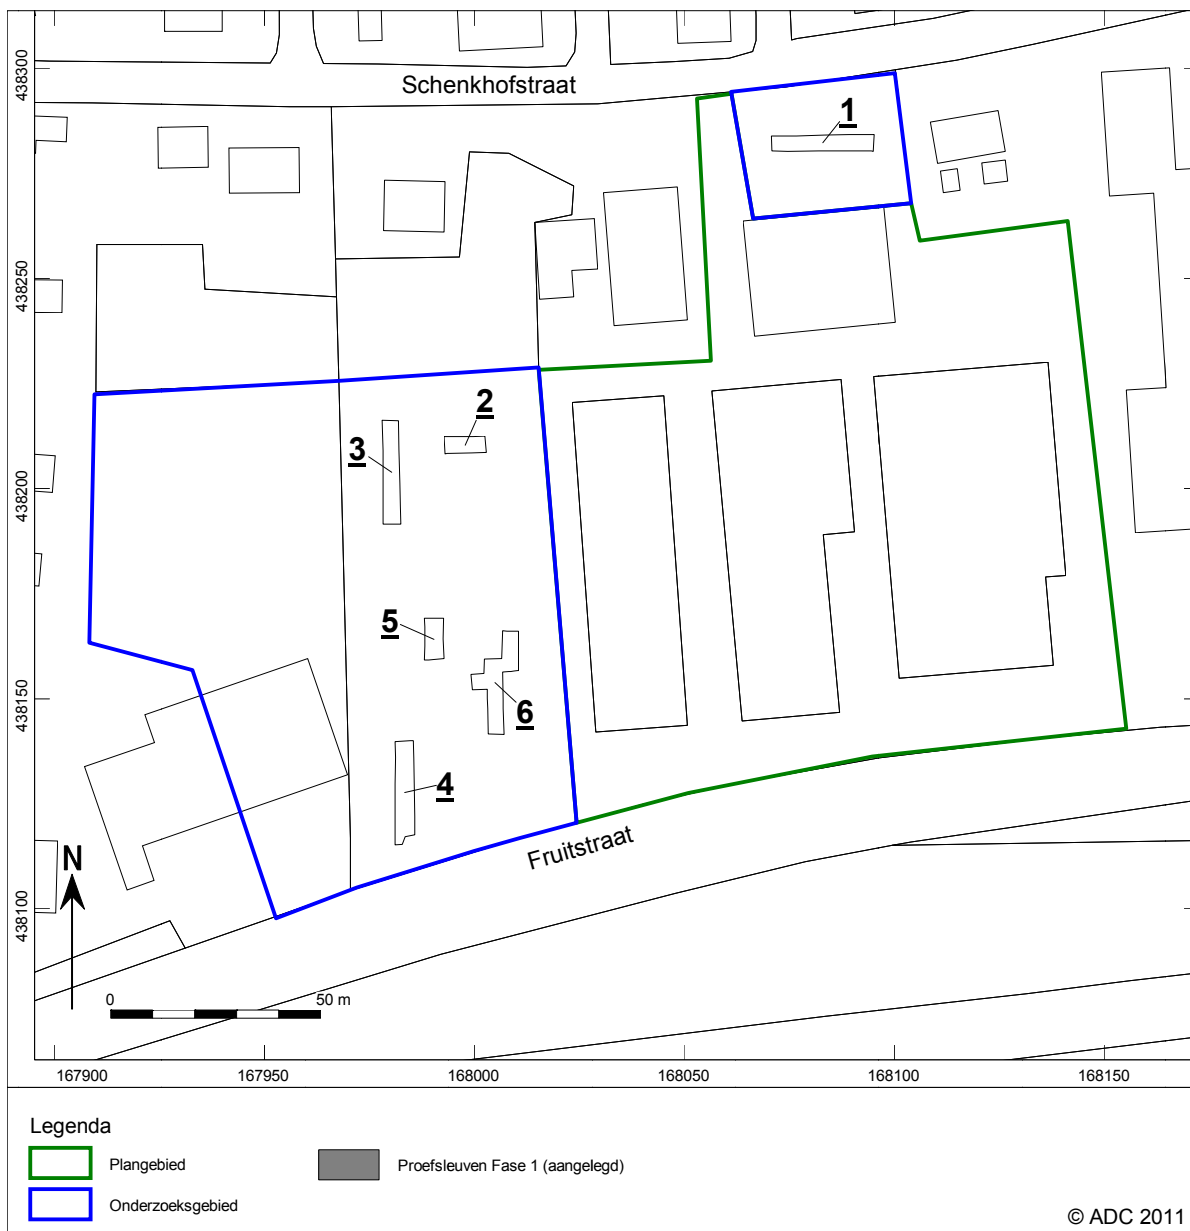 Schenkhofstraat
1
2
3
5
6
4
Fruitstraat
N
0 50 m
438300
438250
438200
438150
438100
167900 167950 168000 168050 168100 168150
Legenda
Plangebied
Proefsleuven Fase 1 (aangelegd)
Onderzoeksgebied
© ADC 2011